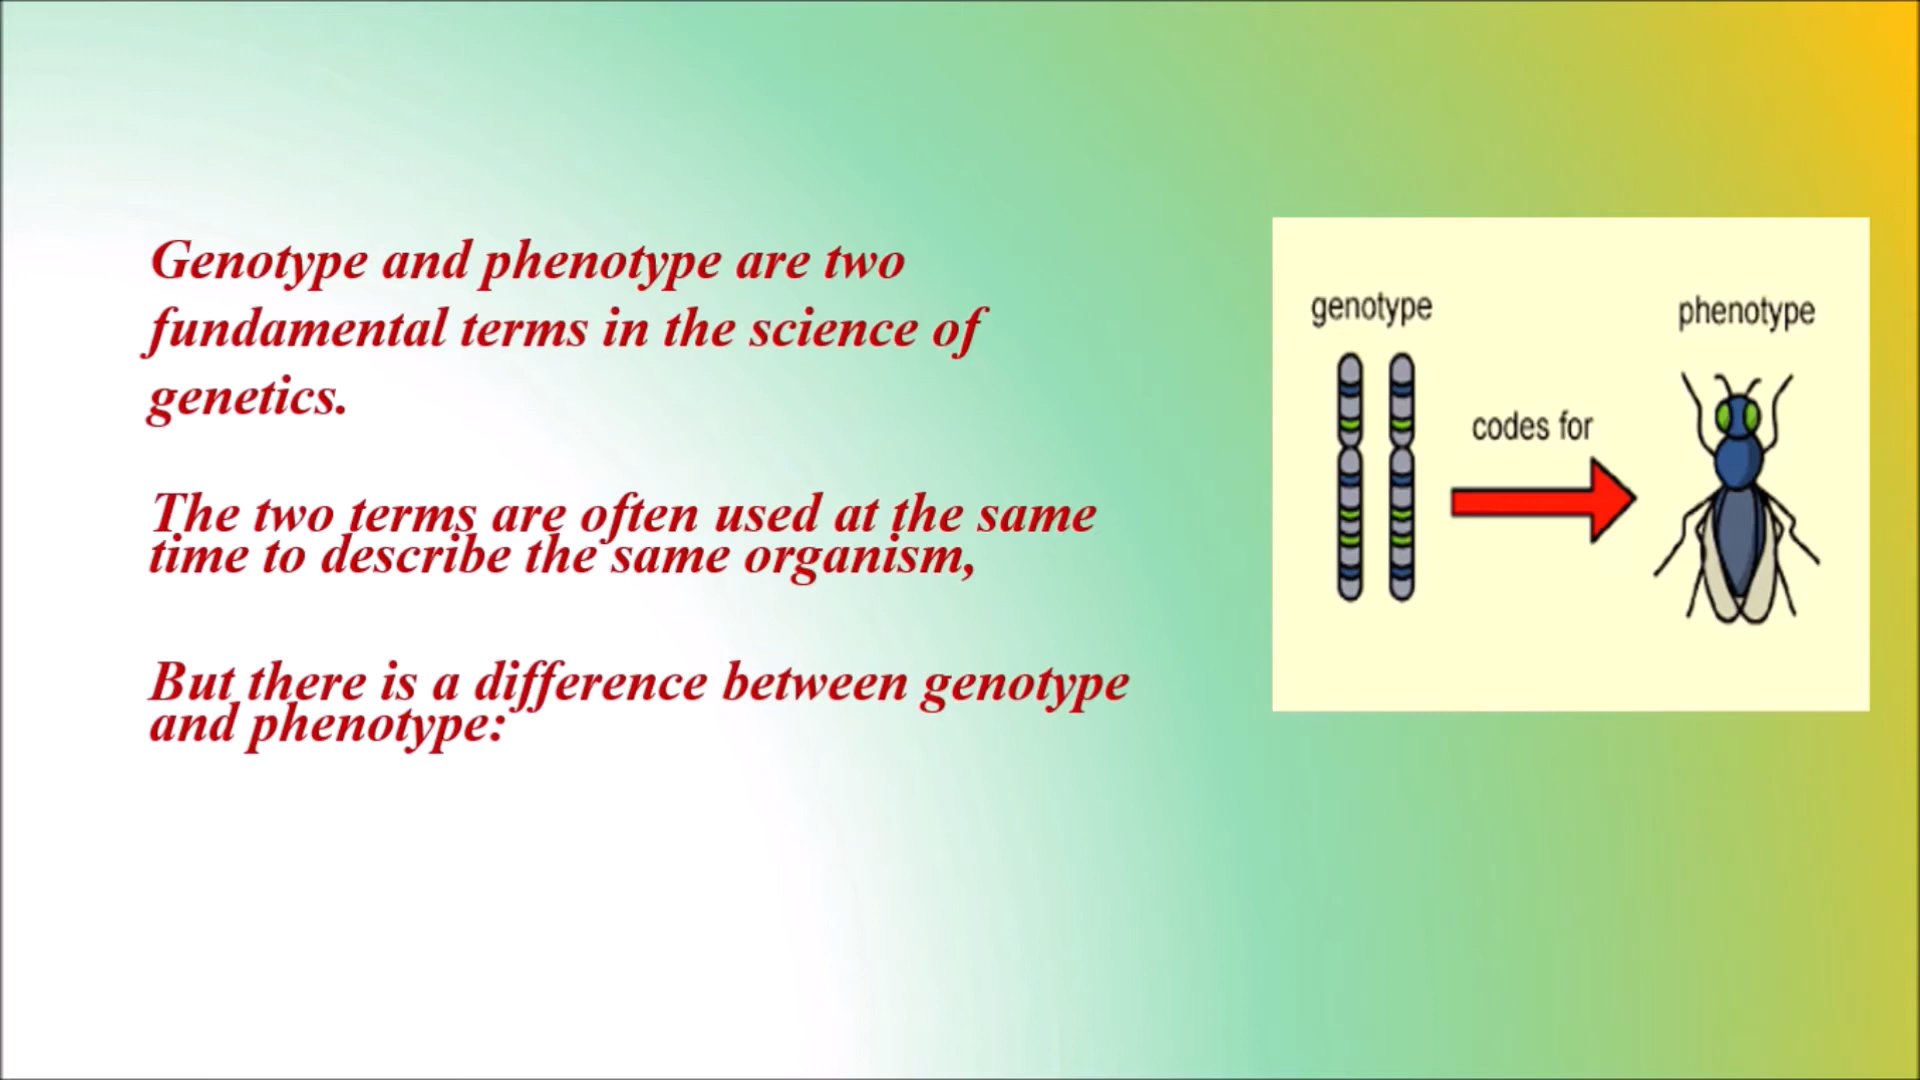 Genotype and phenotype are two
fundamental terms in the science of
genetics.
The two terms are often used at the same
time to describe the same organism,
But there is a difference between genotype
and phenotype:
genotype
phenotype
codes for